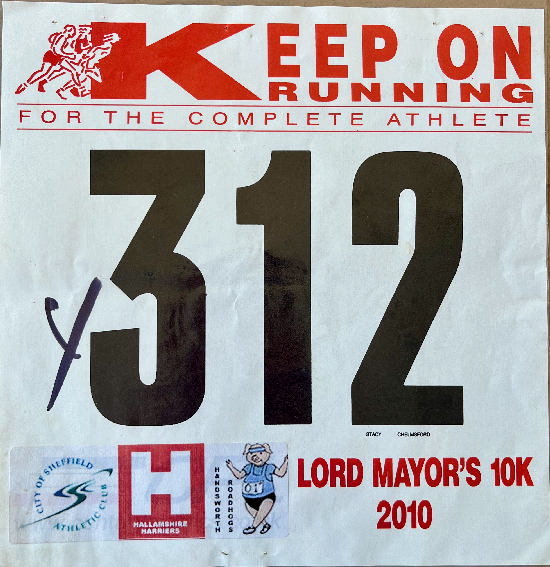 KEEP ON
RUNNING
FOR THE COMPLETE ATHLETE
312
y
STACY CHELMSFORD
CITY OF SHEFFIELD
ATHLETIC CLUB
H
HALLAMSHIRE
HARRIERS
HANDSWORTH
ROADHOGS
017
LORD MAYOR'S 10K
2010